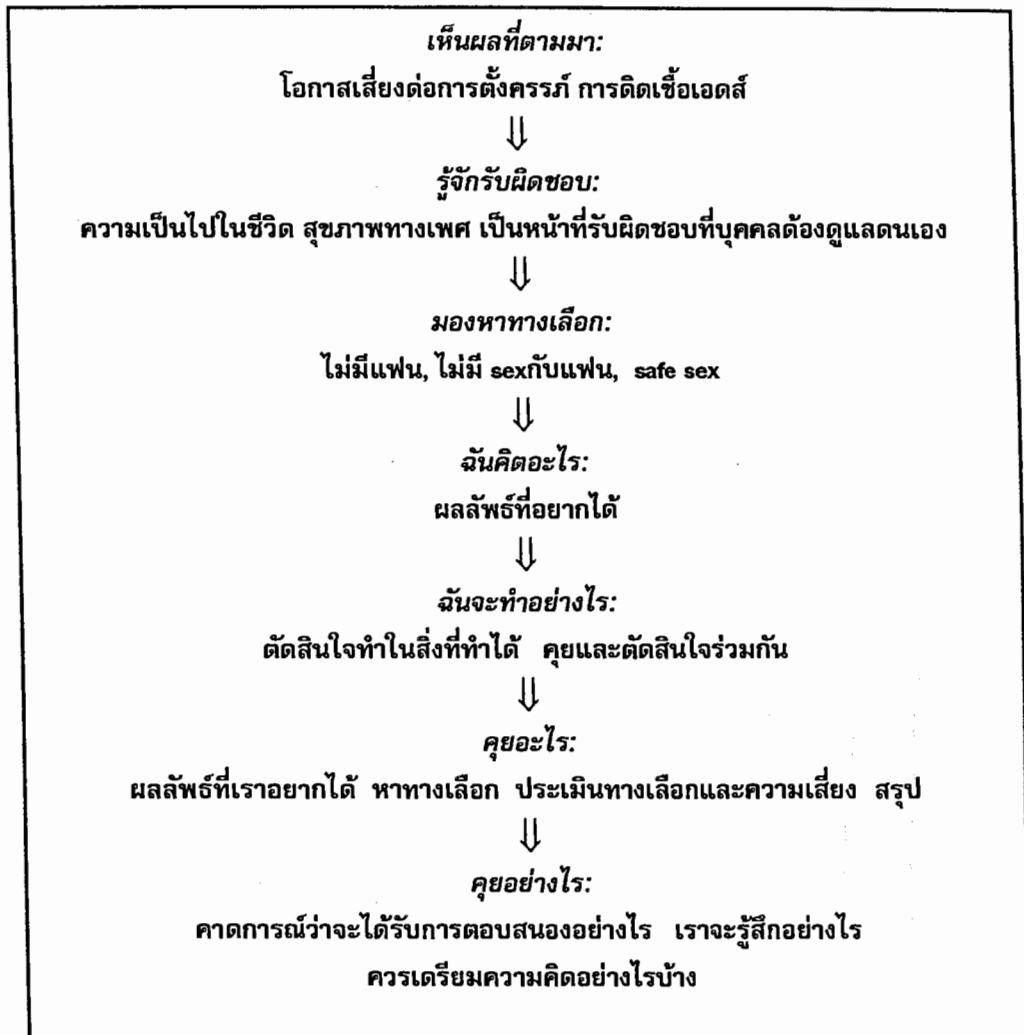 เห็นผลที่ตามมา:
โอกาสเสี่ยงต่อการตั้งครรภ์ การติดเชื้อเอดส์
⇓
รู้จักรับผิดชอบ:
ความเป็นไปในชีวิต สุขภาพทางเพศ เป็นหน้าที่รับผิดชอบที่บุคคลต้องดูแลตนเอง
⇓
มองหาทางเลือก:
ไม่มีแฟน, ไม่มี sexกับแฟน, safe sex
⇓
ฉันคิดอะไร:
ผลลัพธ์ที่อยากได้
⇓
ฉันจะทำอย่างไร:
ตัดสินใจทำในสิ่งที่ทำได้ คุยและตัดสินใจร่วมกัน
⇓
คุยอะไร:
ผลลัพธ์ที่เราอยากได้ หาทางเลือก ประเมินทางเลือกและความเสี่ยง สรุป
⇓
คุยอย่างไร:
คาดการณ์ว่าจะได้รับการตอบสนองอย่างไร เราจะรู้สึกอย่างไร
ควรเตรียมความคิดอย่างไรบ้าง